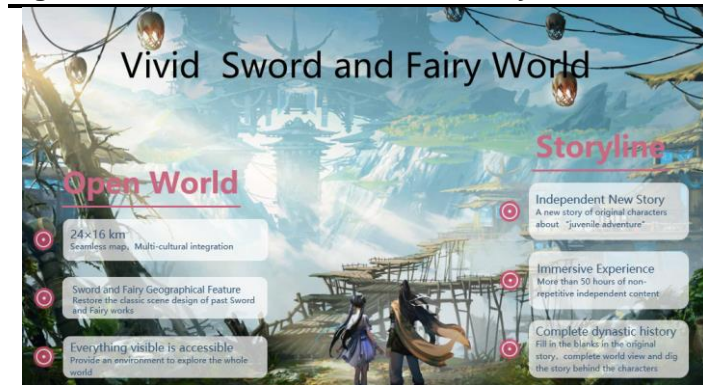 Vivid Sword and Fairy World
Open World
24×16 km
Seamless map、Multi-cultural integration
Sword and Fairy Geographical Feature
Restore the classic scene design of past Sword
and Fairy works
Everything visible is accessible
Provide an environment to explore the whole
world
Storyline
Independent New Story
A new story of original characters
about “juvenile adventure”
Immersive Experience
More than 50 hours of non-
repetitive independent content
Complete dynastic history
Fill in the blanks in the original
story、complete world view and dig
the story behind the characters